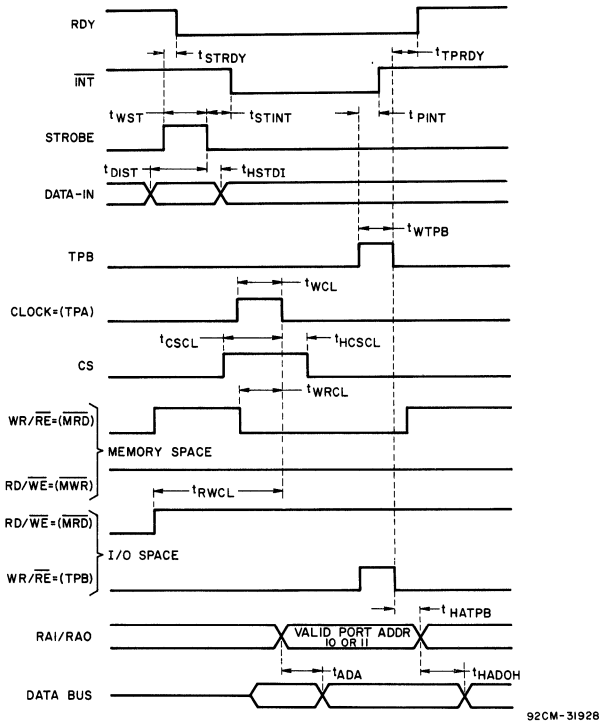 RDY
tSTRDY
tTPRDY
INT
tWST
tSTINT
tPINT
STROBE
tDIST
tHSTDI
DATA-IN
tWTPB
TPB
tWCL
CLOCK=(TPA)
tCSCL
tHCSCL
CS
tWRCL
WR/RE=(MRD)
MEMORY SPACE
RD/WE=(MWR)
tRWCL
RD/WE=(MRD)
I/O SPACE
WR/RE=(TPB)
tHATPB
RA1/RA0
VALID PORT ADDR
10 OR 11
tADA
tHADOH
DATA BUS
92CM-31928